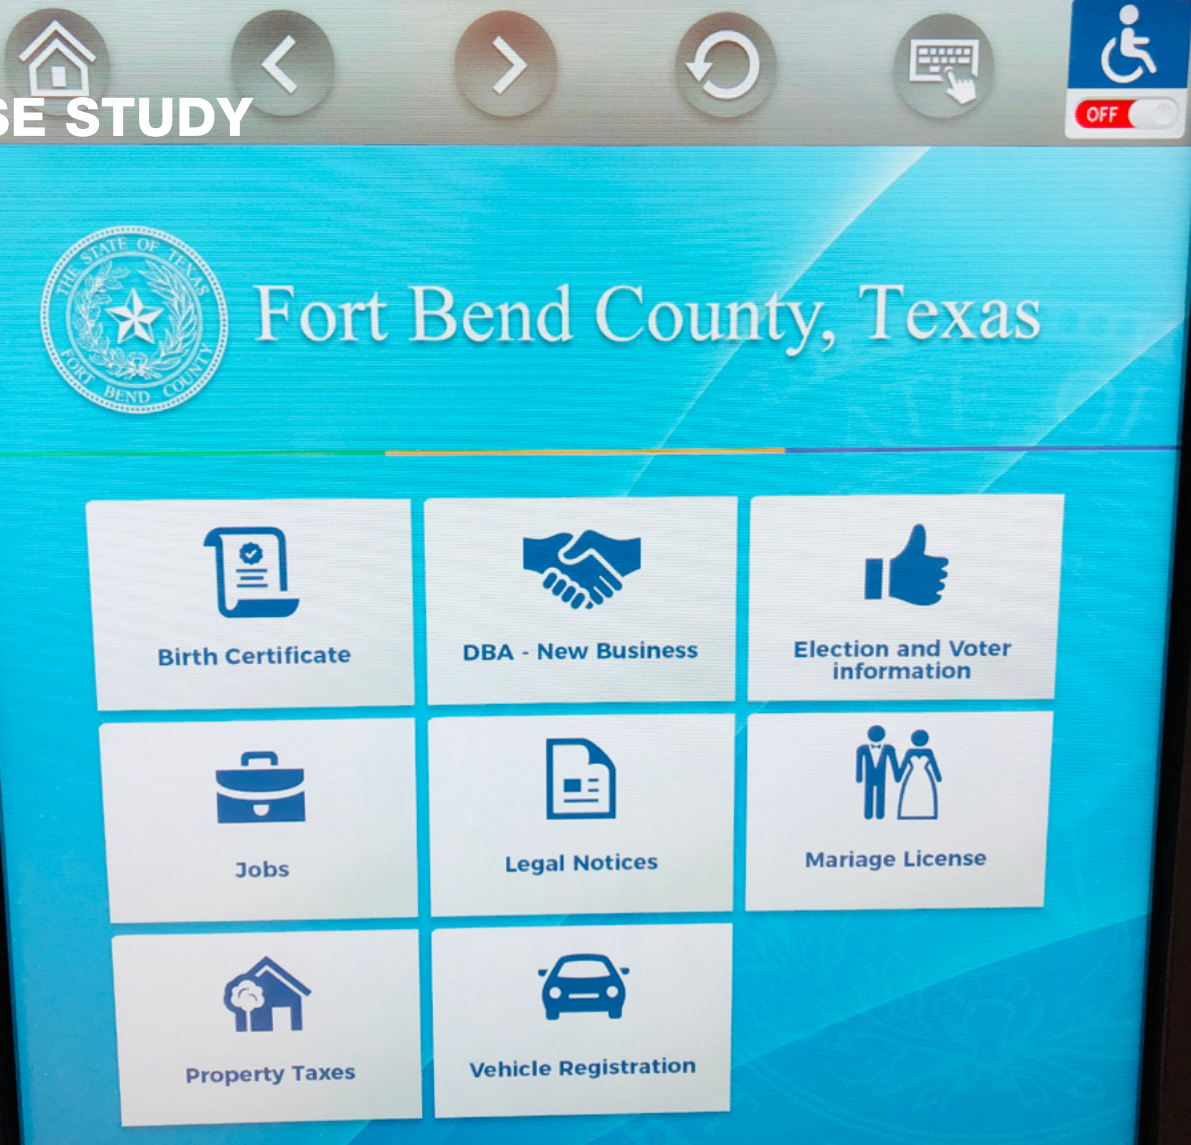 SE STUDY
OFF
THE STATE OF TEXAS
FORT BEND COUNTY
Fort Bend County, Texas
Birth Certificate
DBA - New Business
Election and Voter
information
Jobs
Legal Notices
Mariage License
Property Taxes
Vehicle Registration